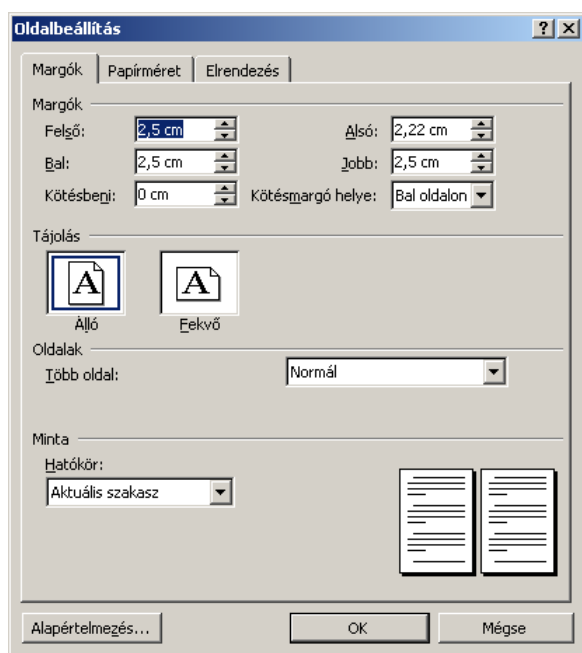 Oldalbeállítás
Margók Papírméret Elrendezés
Margók
Felső: 2,5 cm Alsó: 2,22 cm
Bal: 2,5 cm Jobb: 2,5 cm
Kötésbeni: 0 cm Kötésmargó helye: Bal oldalon
Tájolás
A A
Álló Fekvő
Oldalak
Több oldal: Normál
Minta
Hatókör:
Aktuális szakasz
Alapértelmezés... OK Mégse